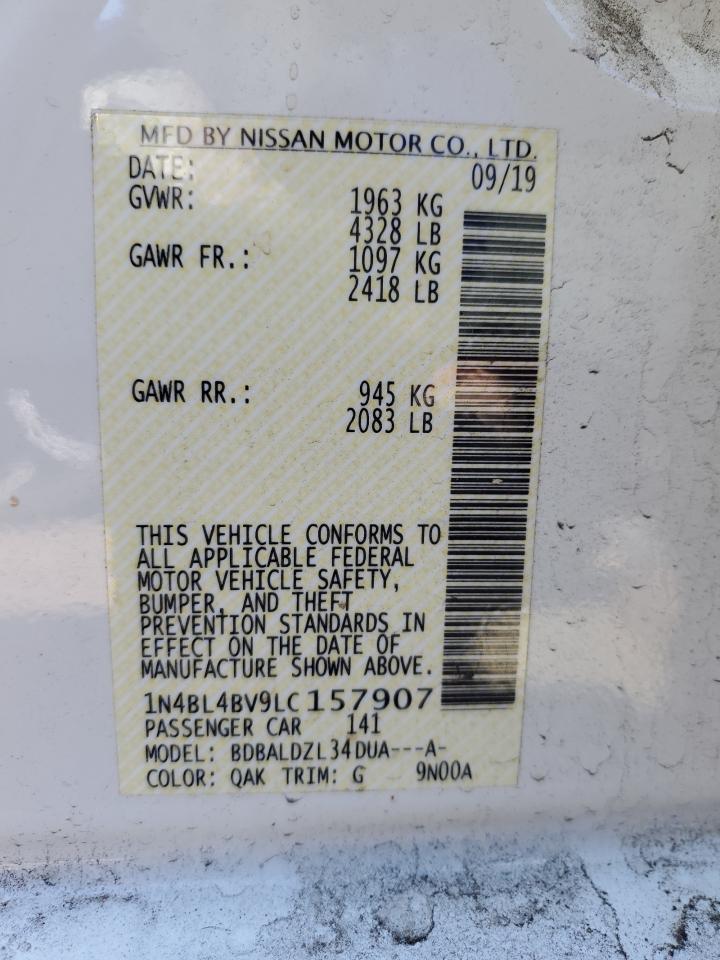 MFD BY NISSAN MOTOR CO., LTD.
DATE: 09/19
GVWR: 1963 KG
4328 LB
GAWR FR.: 1097 KG
2418 LB
GAWR RR.: 945 KG
2083 LB
THIS VEHICLE CONFORMS TO
ALL APPLICABLE FEDERAL
MOTOR VEHICLE SAFETY,
BUMPER, AND THEFT
PREVENTION STANDARDS IN
EFFECT ON THE DATE OF
MANUFACTURE SHOWN ABOVE.
1N4BL4BV9LC157907
PASSENGER CAR 141
MODEL: BDBALDZL34DUA---A-
COLOR: QAK TRIM: G 9N00A